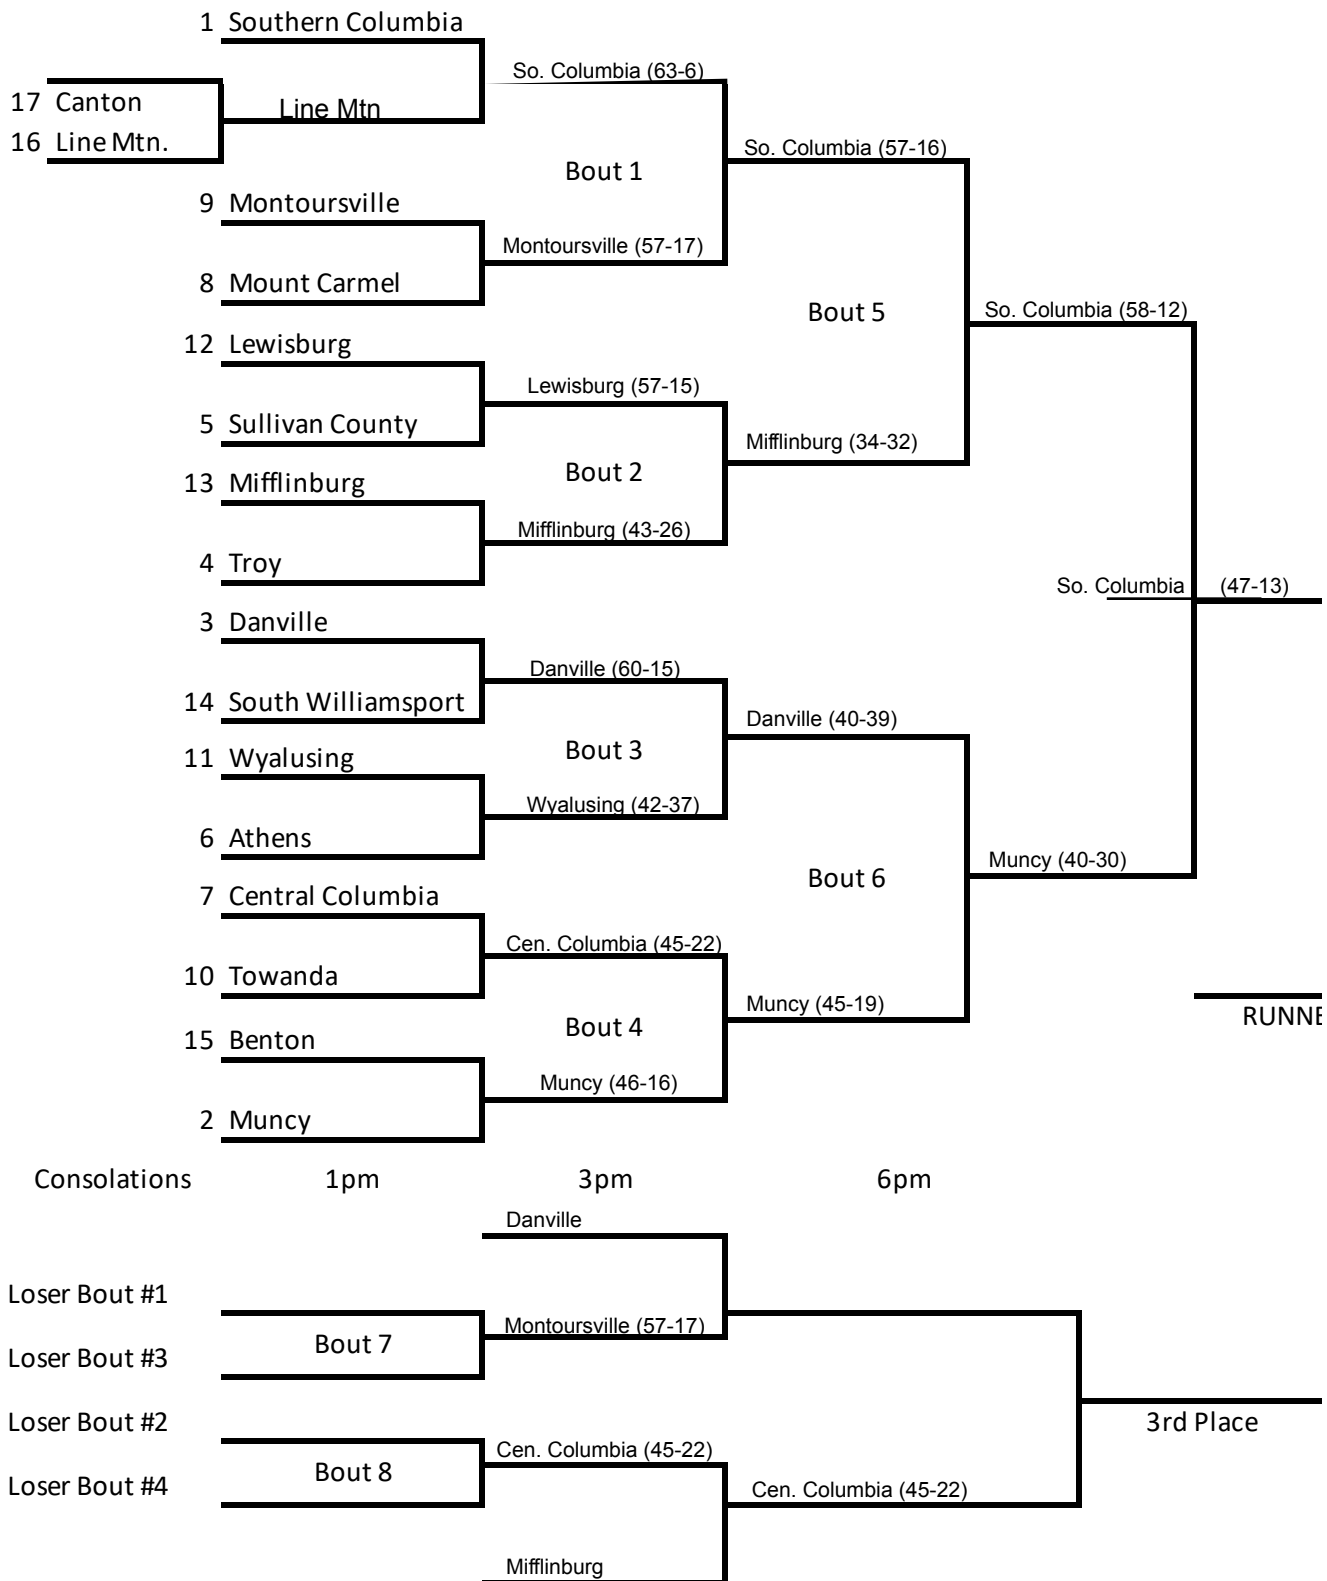 1 Southern Columbia
So. Columbia (63-6)
17 Canton
Line Mtn
16 Line Mtn.
So. Columbia (57-16)
Bout 1
9 Montoursville
Montoursville (57-17)
8 Mount Carmel
So. Columbia (58-12)
Bout 5
12 Lewisburg
Lewisburg (57-15)
5 Sullivan County
Mifflinburg (34-32)
Bout 2
13 Mifflinburg
Mifflinburg (43-26)
4 Troy
So. Columbia (47-13)
3 Danville
Danville (60-15)
14 South Williamsport
Danville (40-39)
Bout 3
11 Wyalusing
Wyalusing (42-37)
6 Athens
Muncy (40-30)
Bout 6
7 Central Columbia
Cen. Columbia (45-22)
10 Towanda
Muncy (45-19)
RUNNE
Bout 4
15 Benton
Muncy (46-16)
2 Muncy
Consolations 1pm 3pm 6pm
Danville
Loser Bout #1
Montoursville (57-17)
Bout 7
Loser Bout #3
Loser Bout #2
3rd Place
Cen. Columbia (45-22)
Bout 8
Loser Bout #4
Cen. Columbia (45-22)
Mifflinburg